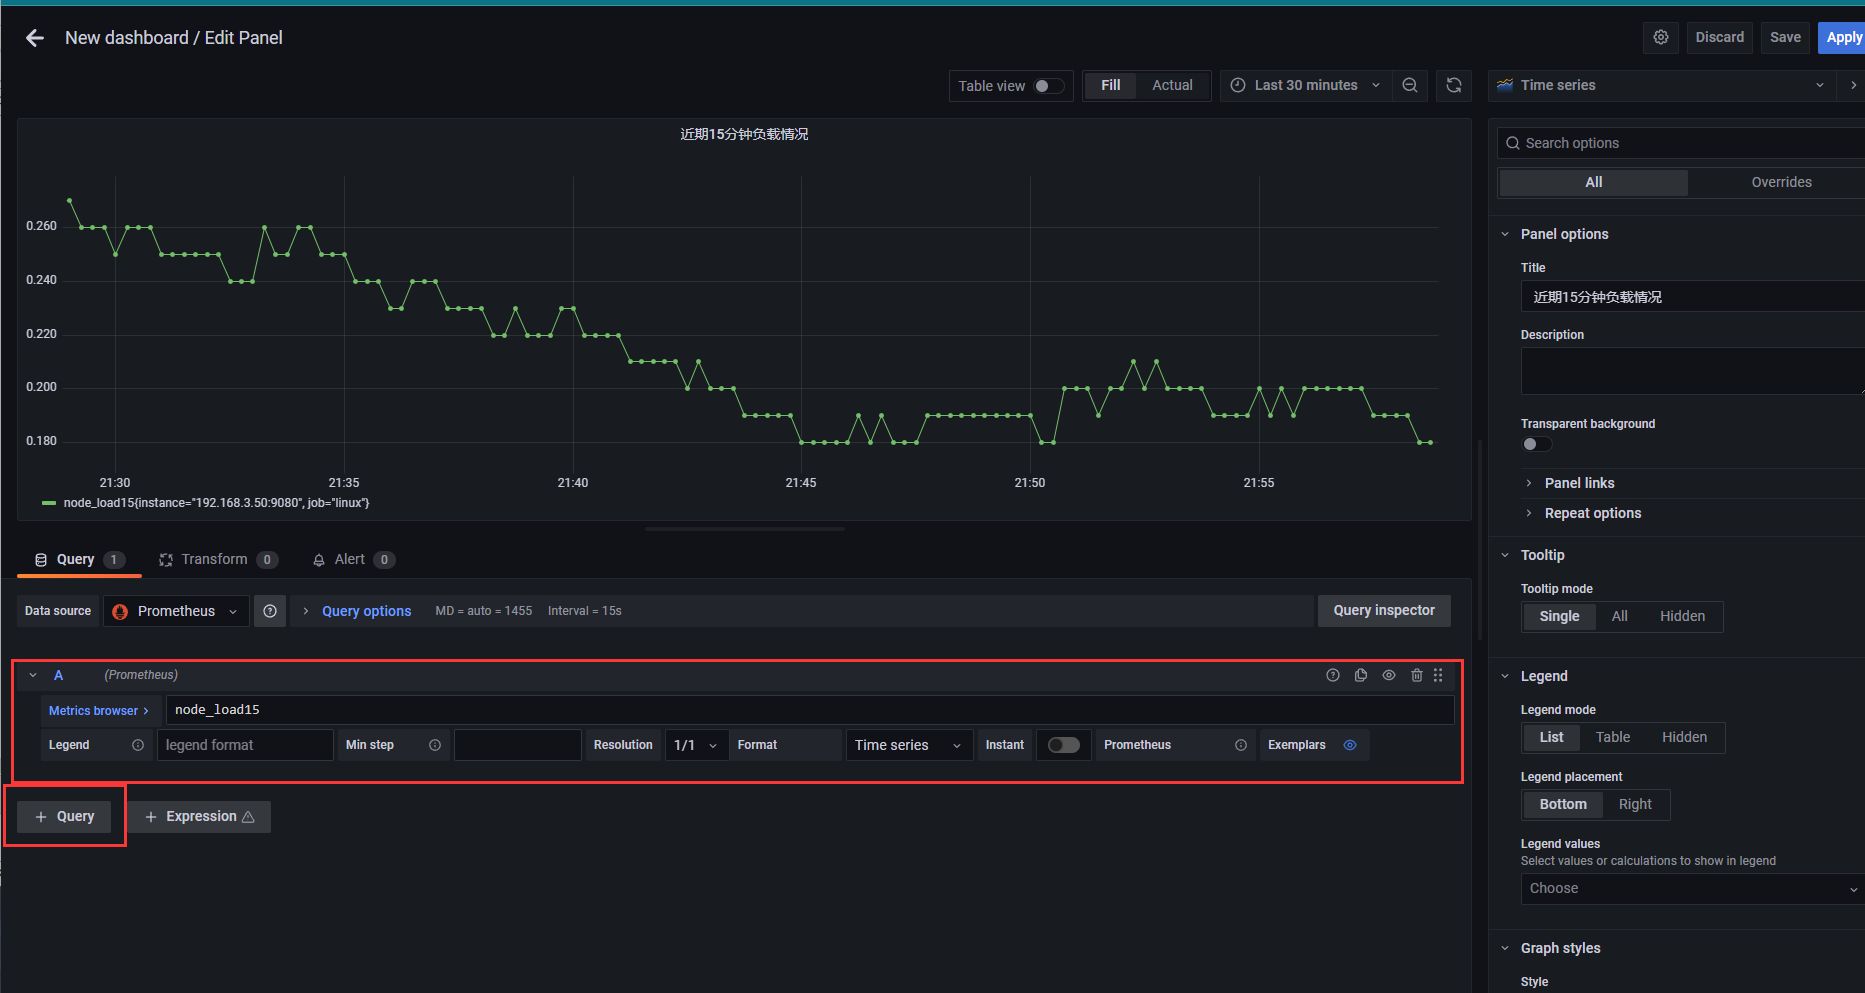 New dashboard / Edit Panel
Discard
Save
Apply
Table view
Fill
Actual
Last 30 minutes
Time series
近期15分钟负载情况
0.260
0.240
0.220
0.200
0.180
21:30
21:35
21:40
21:45
21:50
21:55
node_load15{instance="192.168.3.50:9080", job="linux"}
Search options
All
Overrides
Panel options
Title
近期15分钟负载情况
Description
Transparent background
Panel links
Repeat options
Tooltip
Tooltip mode
Single
All
Hidden
Legend
Legend mode
List
Table
Hidden
Legend placement
Bottom
Right
Legend values
Select values or calculations to show in legend
Choose
Graph styles
Style
Query 1
Transform 0
Alert 0
Data source
Prometheus
Query options
MD = auto = 1455
Interval = 15s
Query inspector
A
(Prometheus)
Metrics browser
node_load15
Legend
legend format
Min step
Resolution
1/1
Format
Time series
Instant
Prometheus
Exemplars
+ Query
+ Expression